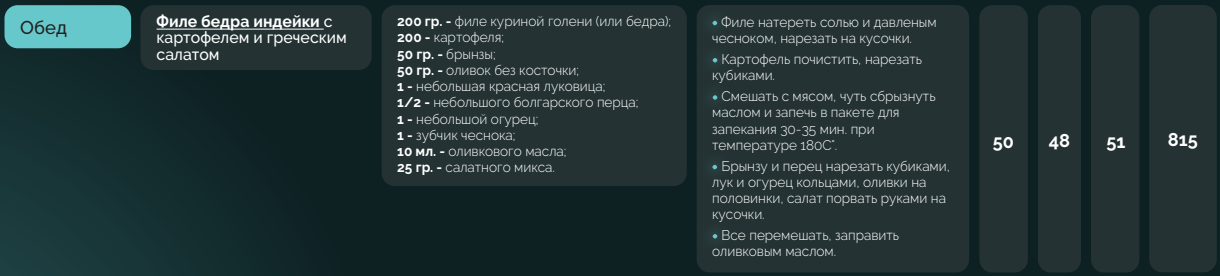 Обед
Филе бедра индейки с
картофелем и греческим
салатом
200 гр. - филе куриной голени (или бедра);
200 - картофеля;
50 гр. - брынзы;
50 гр. - оливок без косточки;
1 - небольшая красная луковица;
1/2 - небольшого болгарского перца;
1 - небольшой огурец;
1 - зубчик чеснока;
10 мл. - оливкового масла;
25 гр. - салатного микса.
• Филе натереть солью и давленым
чесноком, нарезать на кусочки.
• Картофель почистить, нарезать
кубиками.
• Смешать с мясом, чуть сбрызнуть
маслом и запечь в пакете для
запекания 30-35 мин. при
температуре 180С°.
• Брынзу и перец нарезать кубиками,
лук и огурец кольцами, оливки на
половинки, салат порвать руками на
кусочки.
• Все перемешать, заправить
оливковым маслом.
50
48
51
815